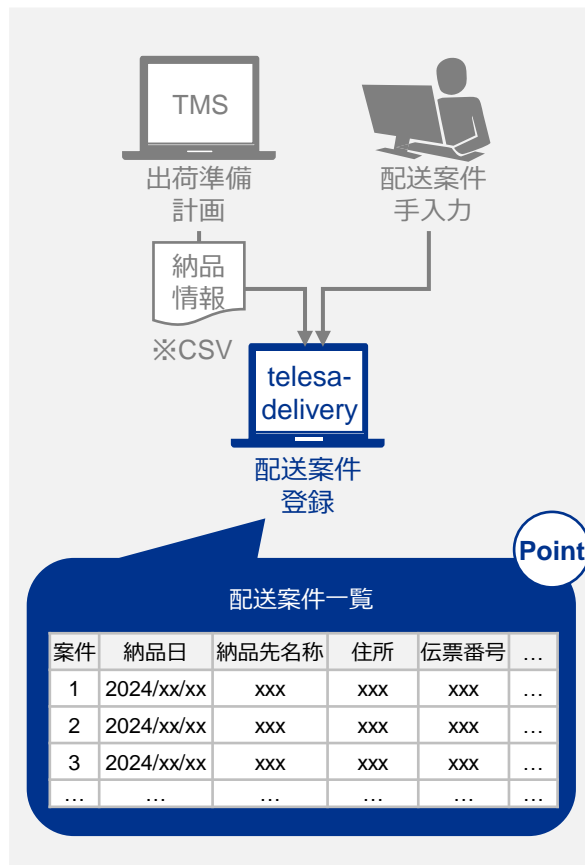 TMS
出荷準備
計画
配送案件
手入力
納品
情報
※CSV
telesa-
delivery
配送案件
登録
Point
配送案件一覧
案件 納品日 納品先名称 住所 伝票番号 …
1 2024/xx/xx xxx xxx xxx …
2 2024/xx/xx xxx xxx xxx …
3 2024/xx/xx xxx xxx xxx …
… … … … … …